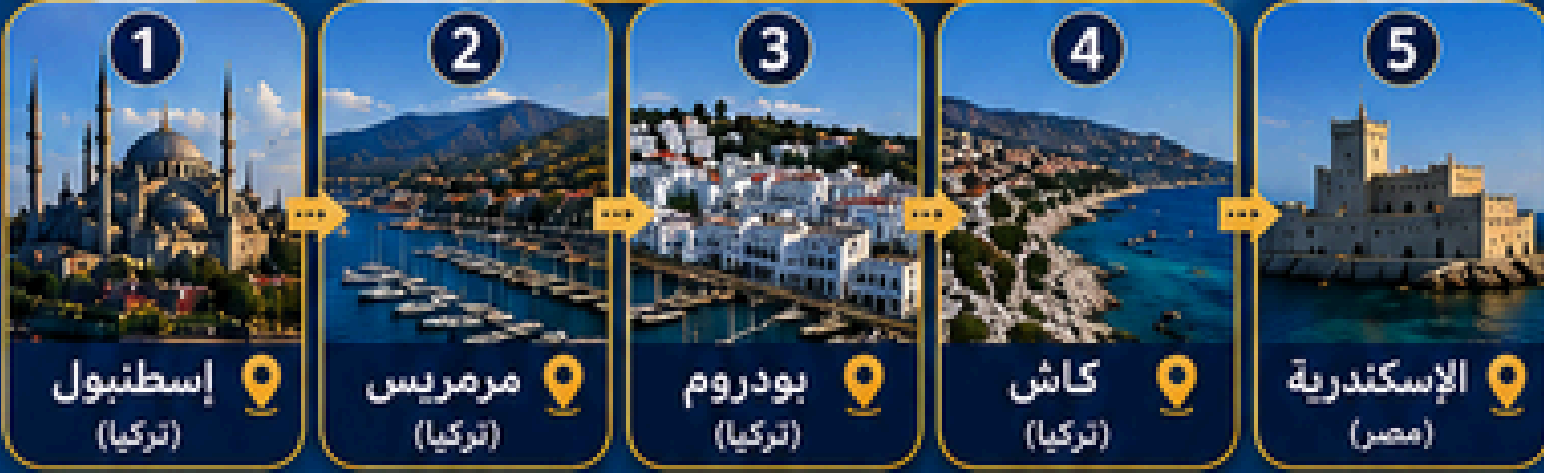 1
إسطنبول
(تركيا)
2
مرمريس
(تركيا)
3
بودروم
(تركيا)
4
كاش
(تركيا)
5
الإسكندرية
(مصر)